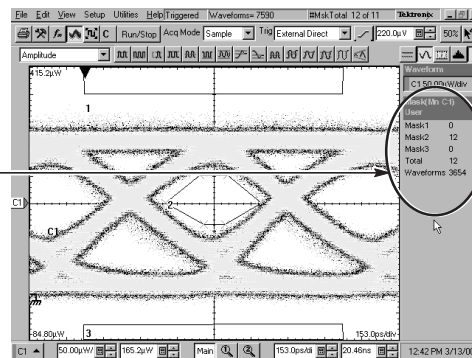 File Edit View Setup Utilities Help Triggered Waveforms= 7590 #MskTotal 12 of 11 Tektronix
C Run/Stop Acq Mode Sample Trig External Direct 220.0µV 50%
Amplitude
Waveform
415.2µW
C1 50.00µW/div
Mask(Mn C1)
User
1
Mask1 0
Mask2 12
Mask3 0
Total 12
Waveforms 3654
2
C1
C1
-84.80µW
3
153.0ps/div
C1 50.00µW/ 165.2µW Main 1 2 153.0ps/di 20.46ns 12:42 PM 3/13/0